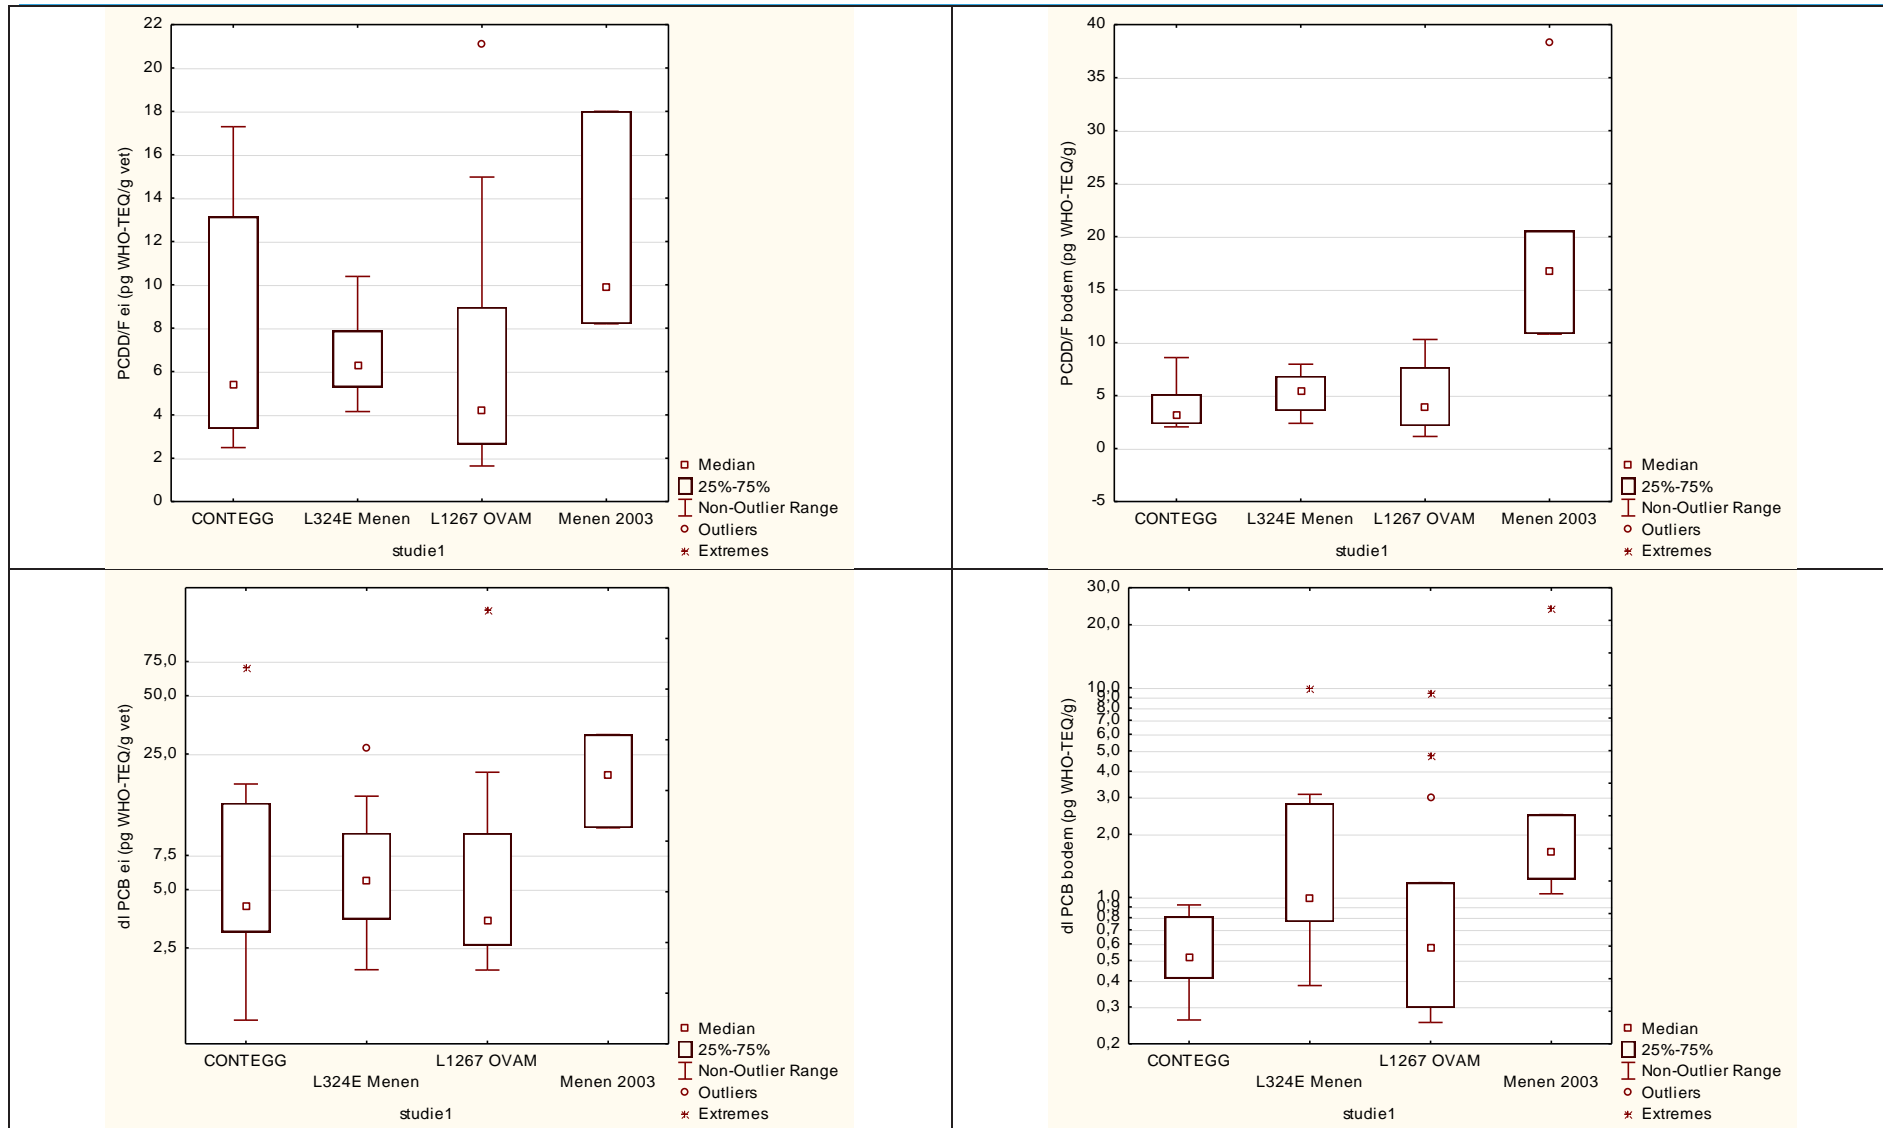 22
20
18
16
14
12
10
8
6
4
2
0
PCDD/F ei (pg WHO-TEQ/g vet)
CONTEGG L324E Menen L1267 OVAM Menen 2003
studie1
Median
25%-75%
Non-Outlier Range
Outliers
Extremes
40
35
30
25
20
15
10
5
0
-5
PCDD/F bodem (pg WHO-TEQ/g)
CONTEGG L324E Menen L1267 OVAM Menen 2003
studie1
Median
25%-75%
Non-Outlier Range
Outliers
Extremes
75,0
50,0
25,0
7,5
5,0
2,5
dl PCB ei (pg WHO-TEQ/g vet)
CONTEGG L1267 OVAM
L324E Menen Menen 2003
studie1
Median
25%-75%
Non-Outlier Range
Outliers
Extremes
30,0
20,0
10,0
9,0
8,0
7,0
6,0
5,0
4,0
3,0
2,0
1,0
0,9
0,8
0,7
0,6
0,5
0,4
0,3
0,2
dl PCB bodem (pg WHO-TEQ/g)
CONTEGG L1267 OVAM
L324E Menen Menen 2003
studie1
Median
25%-75%
Non-Outlier Range
Outliers
Extremes